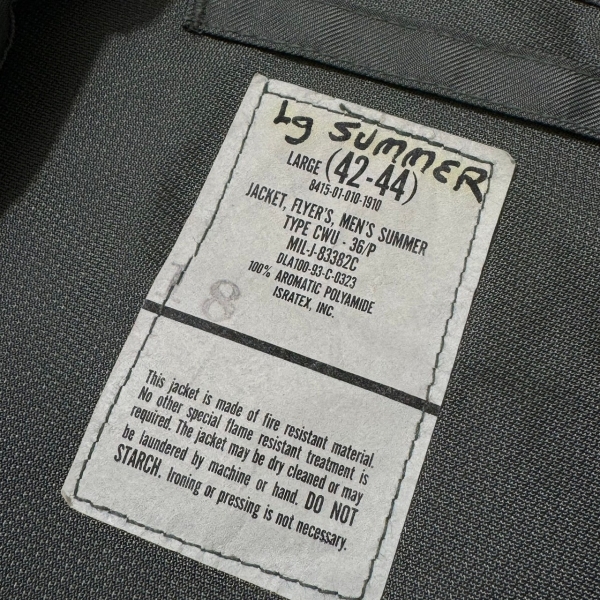 Lg SUMMER
LARGE (42-44)
8415-01-010-1910
JACKET, FLYER'S, MEN'S SUMMER
TYPE CWU - 36/P
MIL-J-83382C
DLA100-93-C-0323
100% AROMATIC POLYAMIDE
ISRATEX, INC.
18
This jacket is made of fire resistant material.
No other special flame resistant treatment is
required. The jacket may be dry cleaned or may
be laundered by machine or hand. DO NOT
STARCH. Ironing or pressing is not necessary.